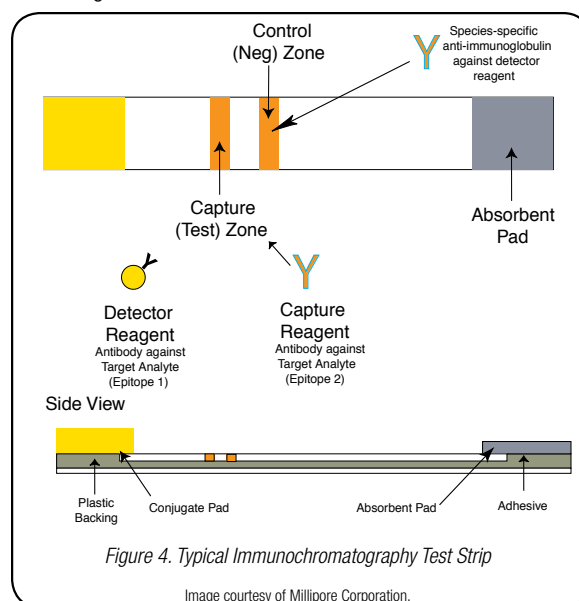 Control
(Neg) Zone
Species-specific
anti-immunoglobulin
against detector
reagent
Capture
(Test) Zone
Absorbent
Pad
Detector
Reagent
Antibody against
Target Analyte
(Epitope 1)
Capture
Reagent
Antibody against
Target Analyte
(Epitope 2)
Side View
Plastic
Backing
Conjugate Pad
Absorbent Pad
Adhesive
Figure 4. Typical Immunochromatography Test Strip
Image courtesy of Millipore Corporation.